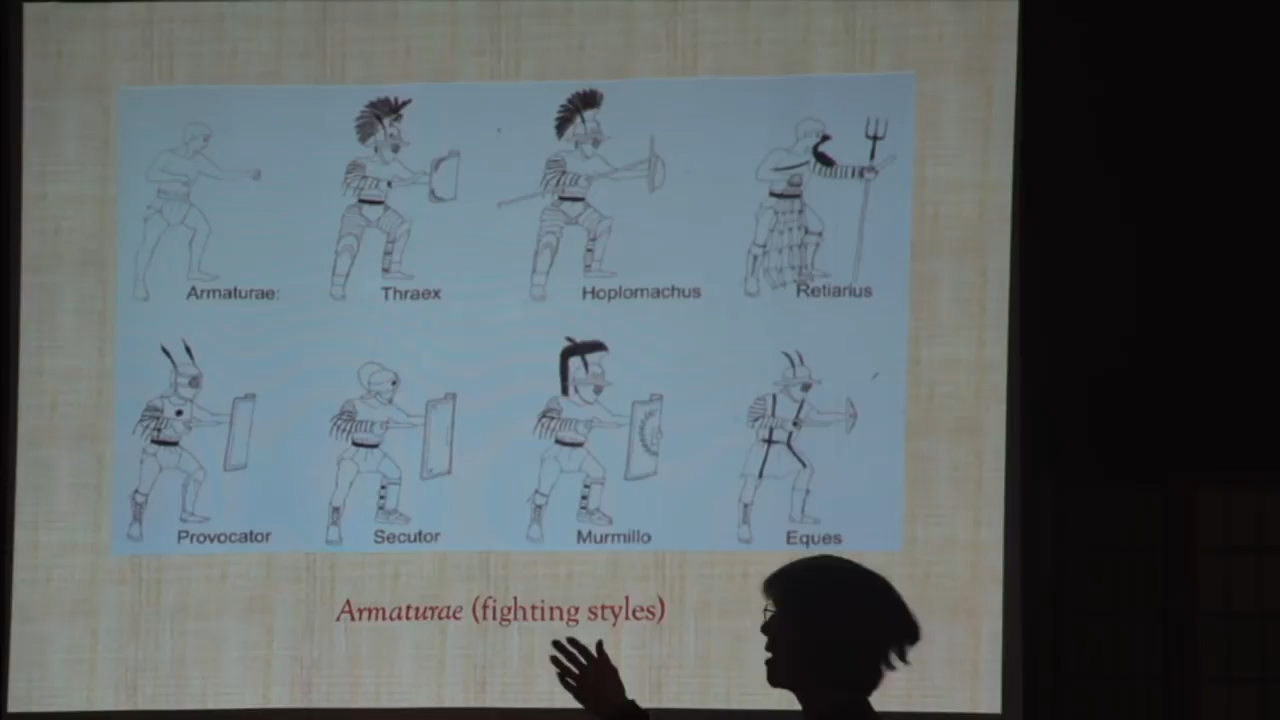 Armaturae:
Thraex
Hoplomachus
Retiarius
Provocator
Secutor
Murmillo
Eques
Armaturae (fighting styles)